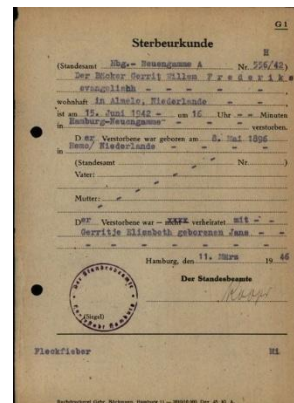 G 1
Sterbeurkunde
E
(Standesamt Hbg.- Neuengamme A Nr. 556/42)
Der Bäcker Gerrit Willem Frederiks
evangelisch
wohnhaft in Almelo, Niederlande
ist am 15. Juni 1942 um 16 Uhr Minuten
in Hamburg-Neuengamme verstorben.
Der Verstorbene war geboren am 8. Mai 1896
in Niederlande
(Standesamt Nr. )
Vater:
Mutter:
Der Verstorbene war verheiratet mit
Gerritje Elisabeth geborenen Jans.
Hamburg, den 11. März 1946
Der Standesbeamte
(Siegel)
Fleckfieber Mi